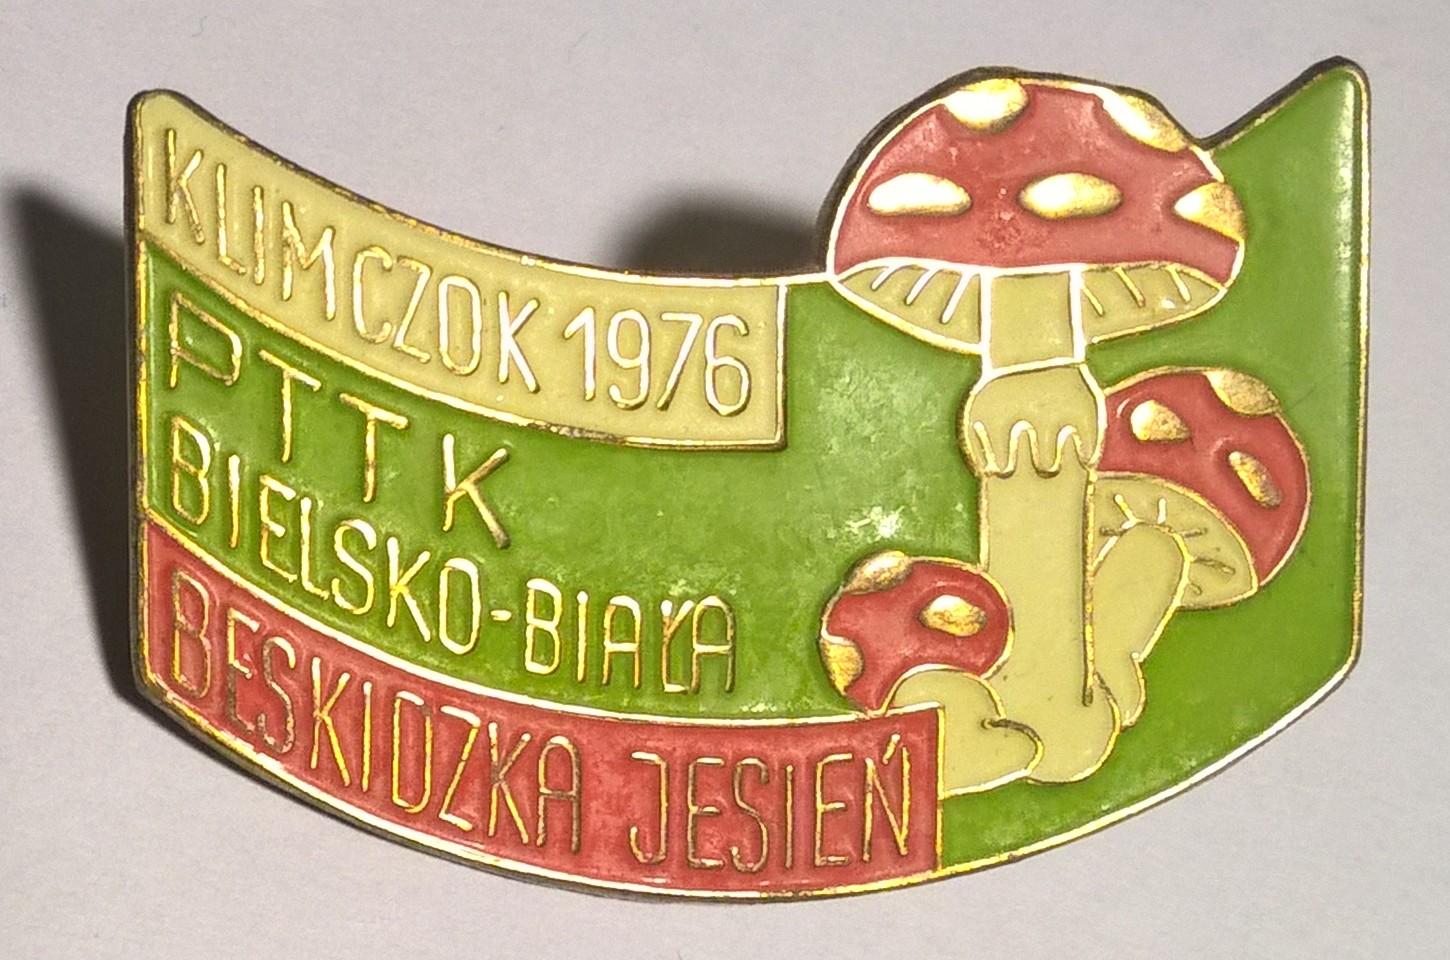 KLIMCZOK 1976
PTTK
BIELSKO-BIAŁA
BESKIDZKA JESIEŃ